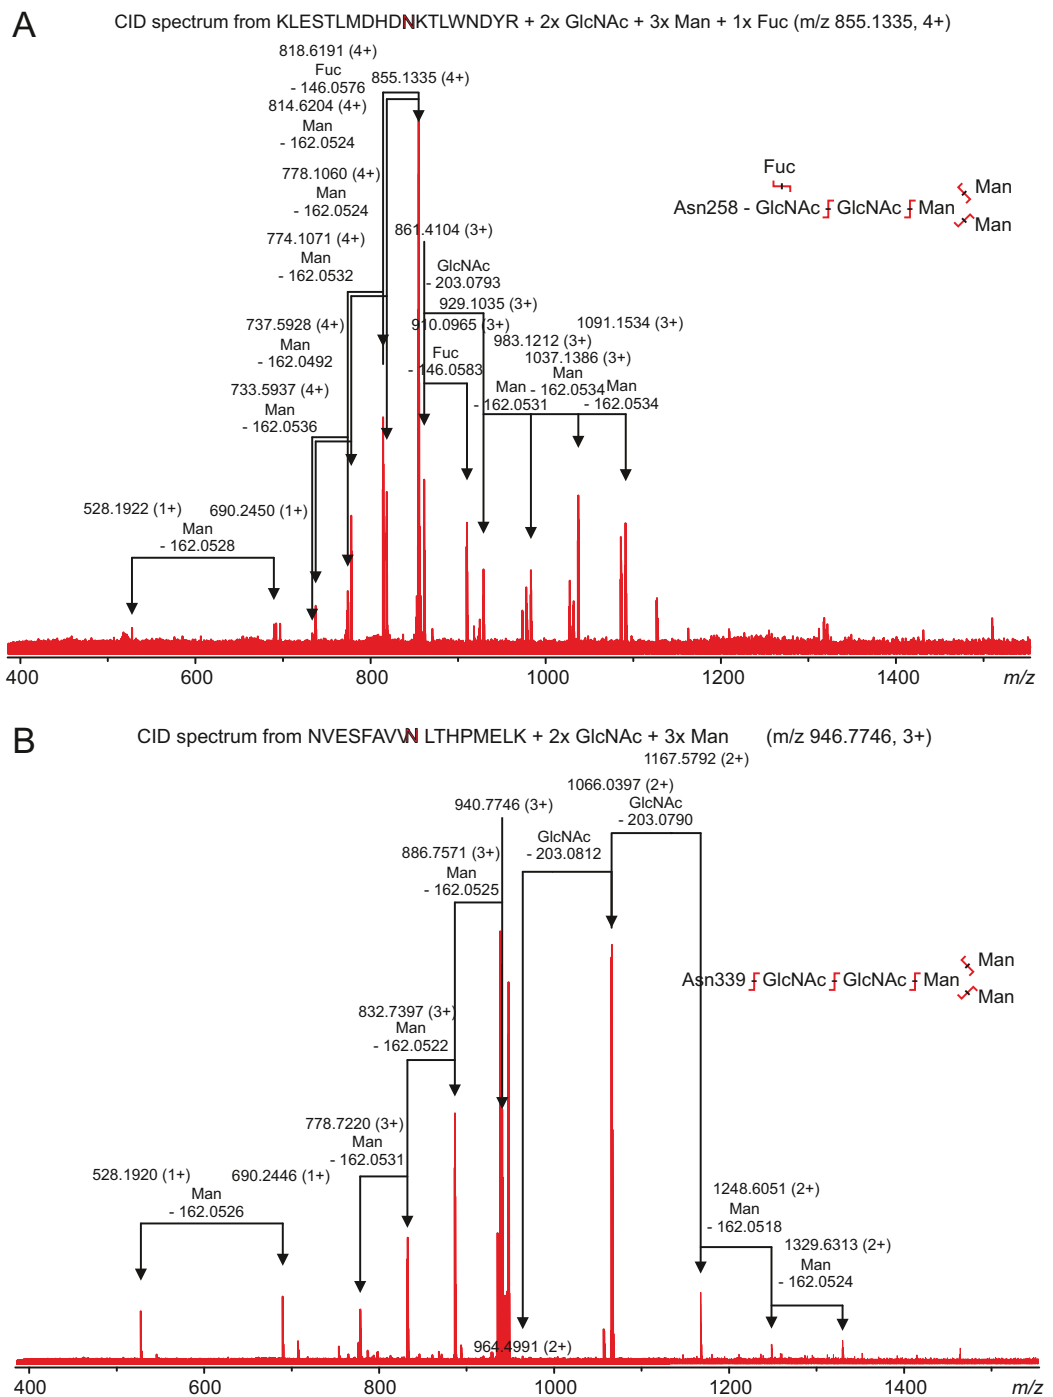 A
CID spectrum from KLESTLMDHDNKTLWNDYR + 2x GlcNAc + 3x Man + 1x Fuc (m/z 855.1335, 4+)
818.6191 (4+)
Fuc
- 146.0576
855.1335 (4+)
814.6204 (4+)
Man
- 162.0524
778.1060 (4+)
Man
- 162.0524
774.1071 (4+)
Man
- 162.0532
737.5928 (4+)
Man
- 162.0492
733.5937 (4+)
Man
- 162.0536
861.4104 (3+)
GlcNAc
- 203.0793
929.1035 (3+)
910.0965 (3+)
Fuc
- 146.0583
983.1212 (3+)
Man
- 162.0531
1037.1386 (3+)
Man
- 162.0534
1091.1534 (3+)
Man
- 162.0534
528.1922 (1+)
690.2450 (1+)
Man
- 162.0528
Fuc
Asn258 - GlcNAc - GlcNAc - Man
Man
Man
400 600 800 1000 1200 1400 m/z
B
CID spectrum from NVESFAVVN LTHPMELK + 2x GlcNAc + 3x Man (m/z 946.7746, 3+)
1167.5792 (2+)
1066.0397 (2+)
GlcNAc
- 203.0790
940.7746 (3+)
GlcNAc
- 203.0812
886.7571 (3+)
Man
- 162.0525
832.7397 (3+)
Man
- 162.0522
778.7220 (3+)
Man
- 162.0531
528.1920 (1+)
690.2446 (1+)
Man
- 162.0526
1248.6051 (2+)
Man
- 162.0518
1329.6313 (2+)
Man
- 162.0524
964.4991 (2+)
Asn339 - GlcNAc - GlcNAc - Man
Man
Man
400 600 800 1000 1200 1400 m/z